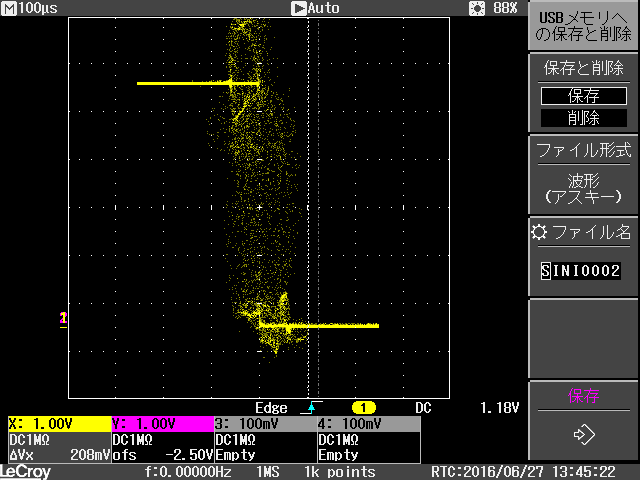 M 100µs
Auto
88%
USBメモリへ
の保存と削除
保存と削除
保存
削除
ファイル形式
波形
(アスキー)
ファイル名
SINI0002
保存
Edge
1
DC
1.18V
X: 1.00V
Y: 1.00V
3: 100mV
4: 100mV
DC1MΩ
DC1MΩ
DC1MΩ
DC1MΩ
ΔVx 208mV
ofs -2.50V
Empty
Empty
LeCroy
f:0.00000Hz
1MS
1k points
RTC:2016/06/27 13:45:22